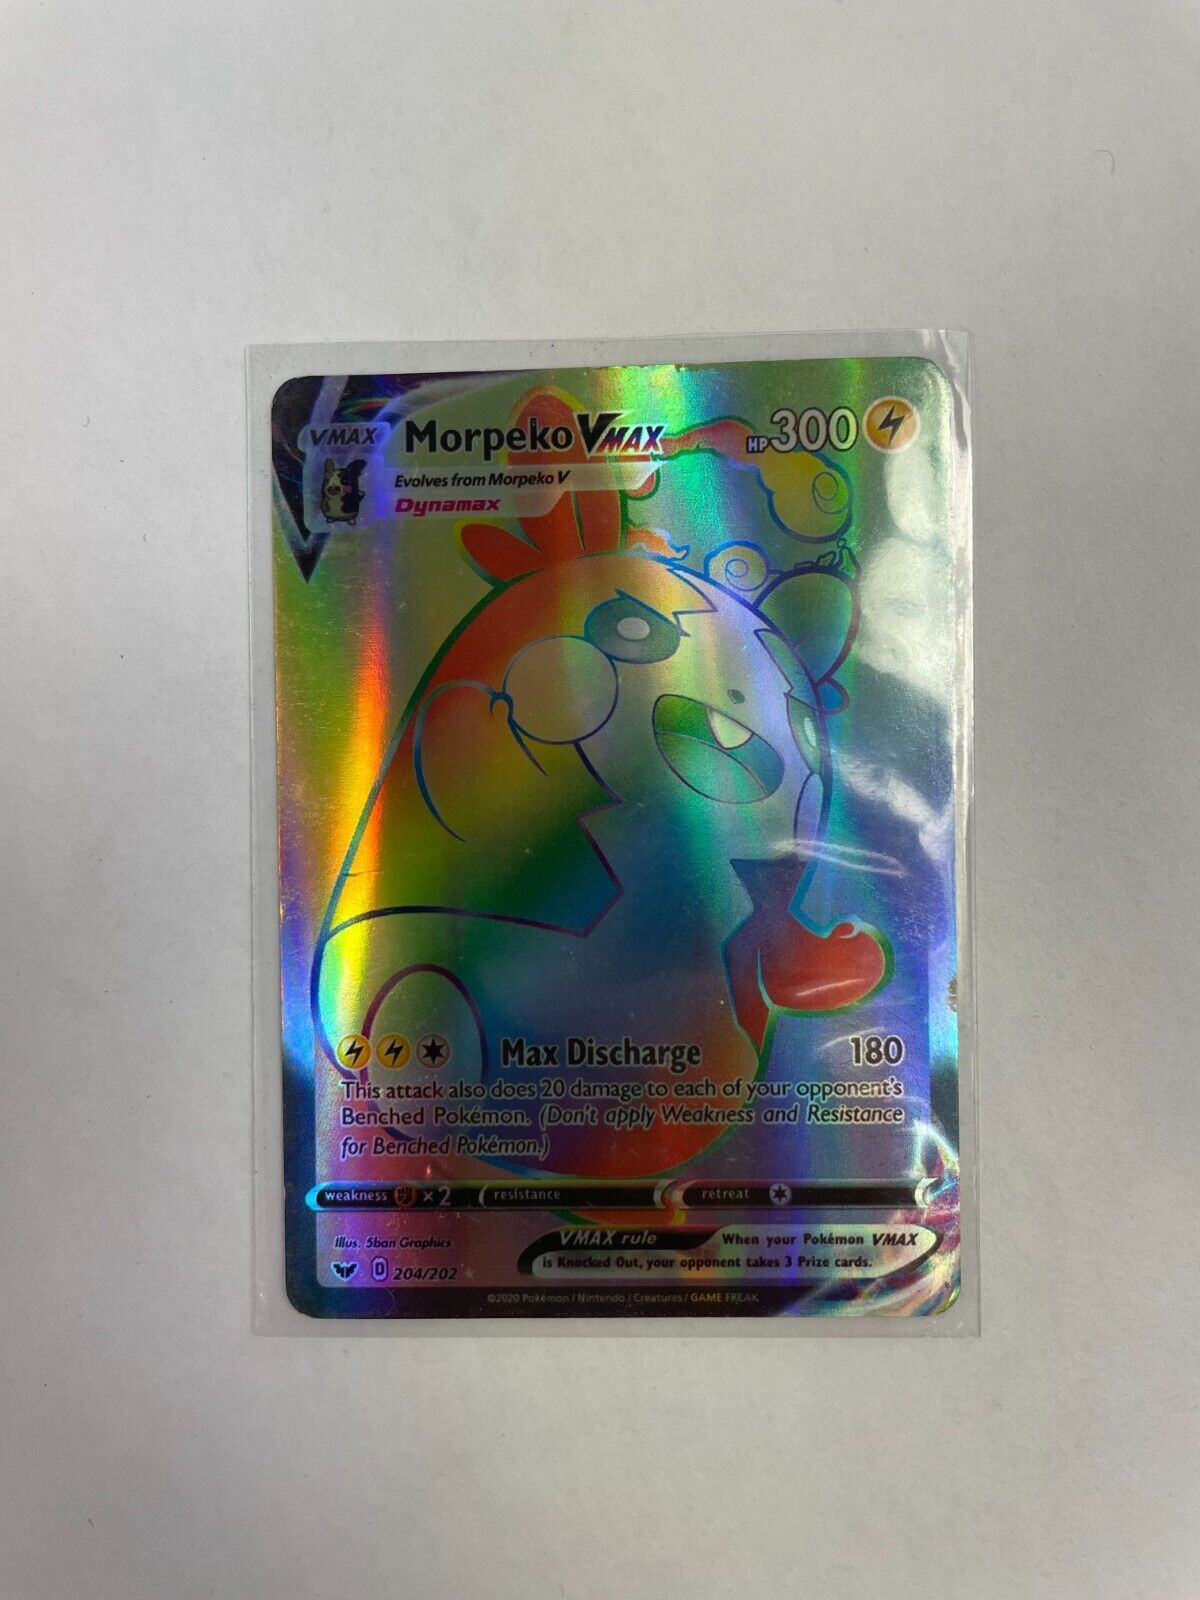 VMAX
Morpeko VMAX
HP 300
Evolves from Morpeko V
Dynamax
Max Discharge 180
This attack also does 20 damage to each of your opponent's
Benched Pokémon. (Don't apply Weakness and Resistance
for Benched Pokémon.)
weakness ×2 resistance retreat
Illus. 5ban Graphics
VMAX rule When your Pokémon VMAX
is Knocked Out, your opponent takes 3 Prize cards.
D 204/202
©2020 Pokémon / Nintendo / Creatures / GAME FREAK